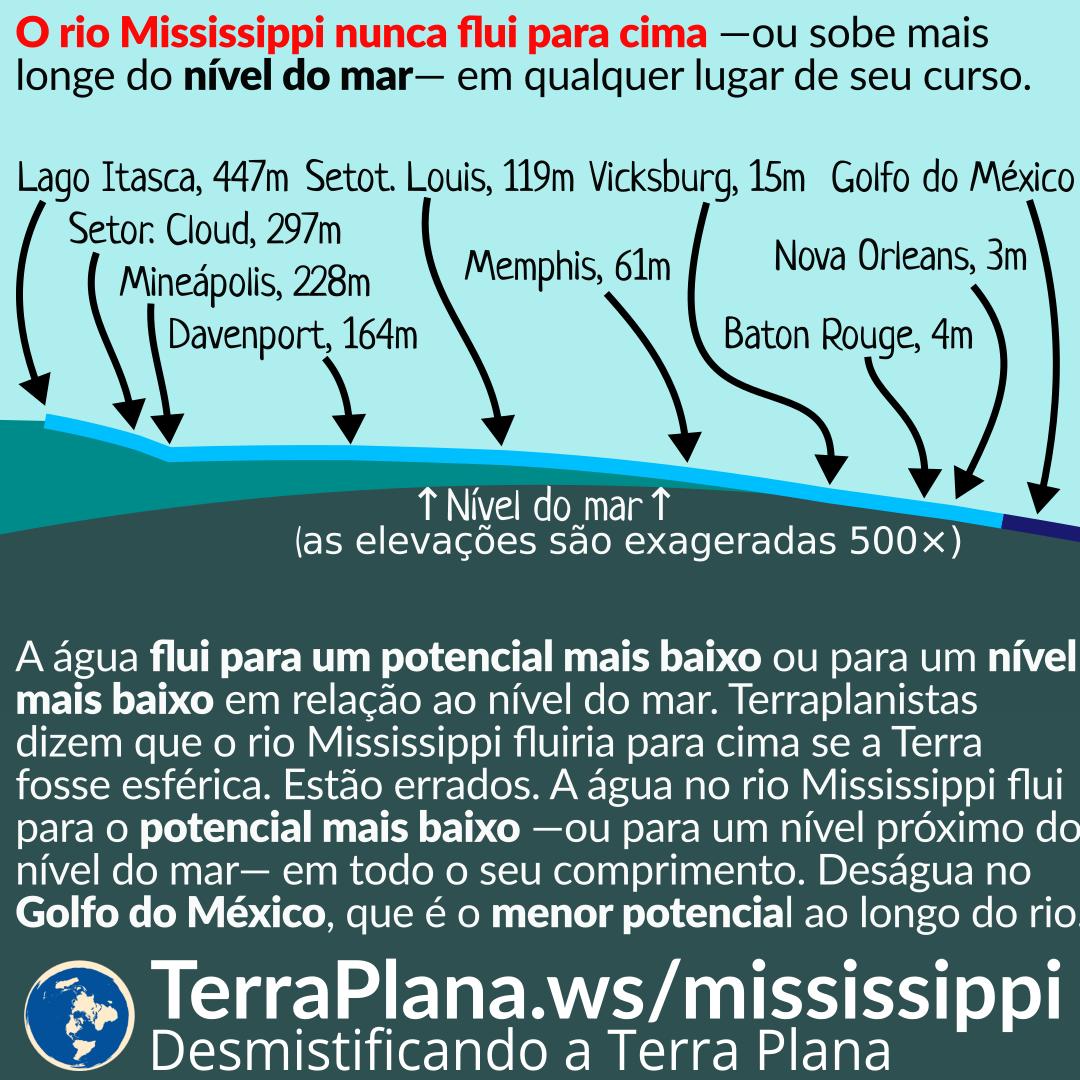 O rio Mississippi nunca flui para cima —ou sobe mais
longe do nível do mar— em qualquer lugar de seu curso.
Lago Itasca, 447m
Setot. Louis, 119m
Vicksburg, 15m
Golfo do México
Setor. Cloud, 297m
Mineápolis, 228m
Memphis, 61m
Nova Orleans, 3m
Davenport, 164m
Baton Rouge, 4m
↑Nível do mar↑
(as elevações são exageradas 500×)
A água flui para um potencial mais baixo ou para um nível
mais baixo em relação ao nível do mar. Terraplanistas
dizem que o rio Mississippi fluiria para cima se a Terra
fosse esférica. Estão errados. A água no rio Mississippi flui
para o potencial mais baixo —ou para um nível próximo do
nível do mar— em todo o seu comprimento. Deságua no
Golfo do México, que é o menor potencial ao longo do rio.
TerraPlana.ws/mississippi
Desmistificando a Terra Plana